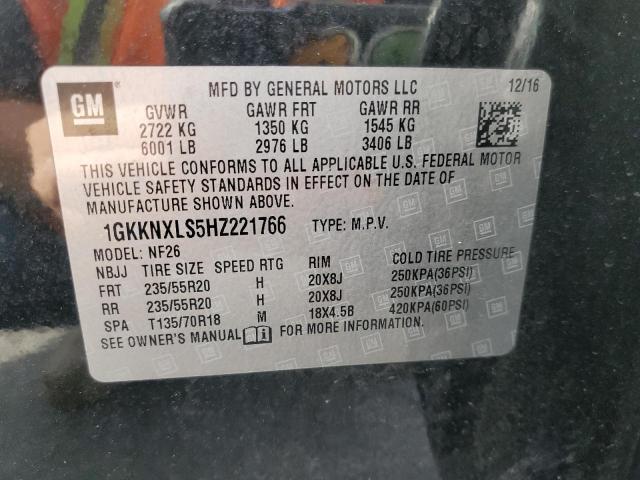 GM
MFD BY GENERAL MOTORS LLC 12/16
GVWR GAWR FRT GAWR RR
2722 KG 1350 KG 1545 KG
6001 LB 2976 LB 3406 LB
THIS VEHICLE CONFORMS TO ALL APPLICABLE U.S. FEDERAL MOTOR
VEHICLE SAFETY STANDARDS IN EFFECT ON THE DATE OF
MANUFACTURE SHOWN ABOVE.
1GKKNXLS5HZ221766 TYPE: M.P.V.
MODEL: NF26
NBJJ TIRE SIZE SPEED RTG RIM COLD TIRE PRESSURE
FRT 235/55R20 H 20X8J 250KPA(36PSI)
RR 235/55R20 H 20X8J 250KPA(36PSI)
SPA T135/70R18 M 18X4.5B 420KPA(60PSI)
SEE OWNER'S MANUAL FOR MORE INFORMATION.